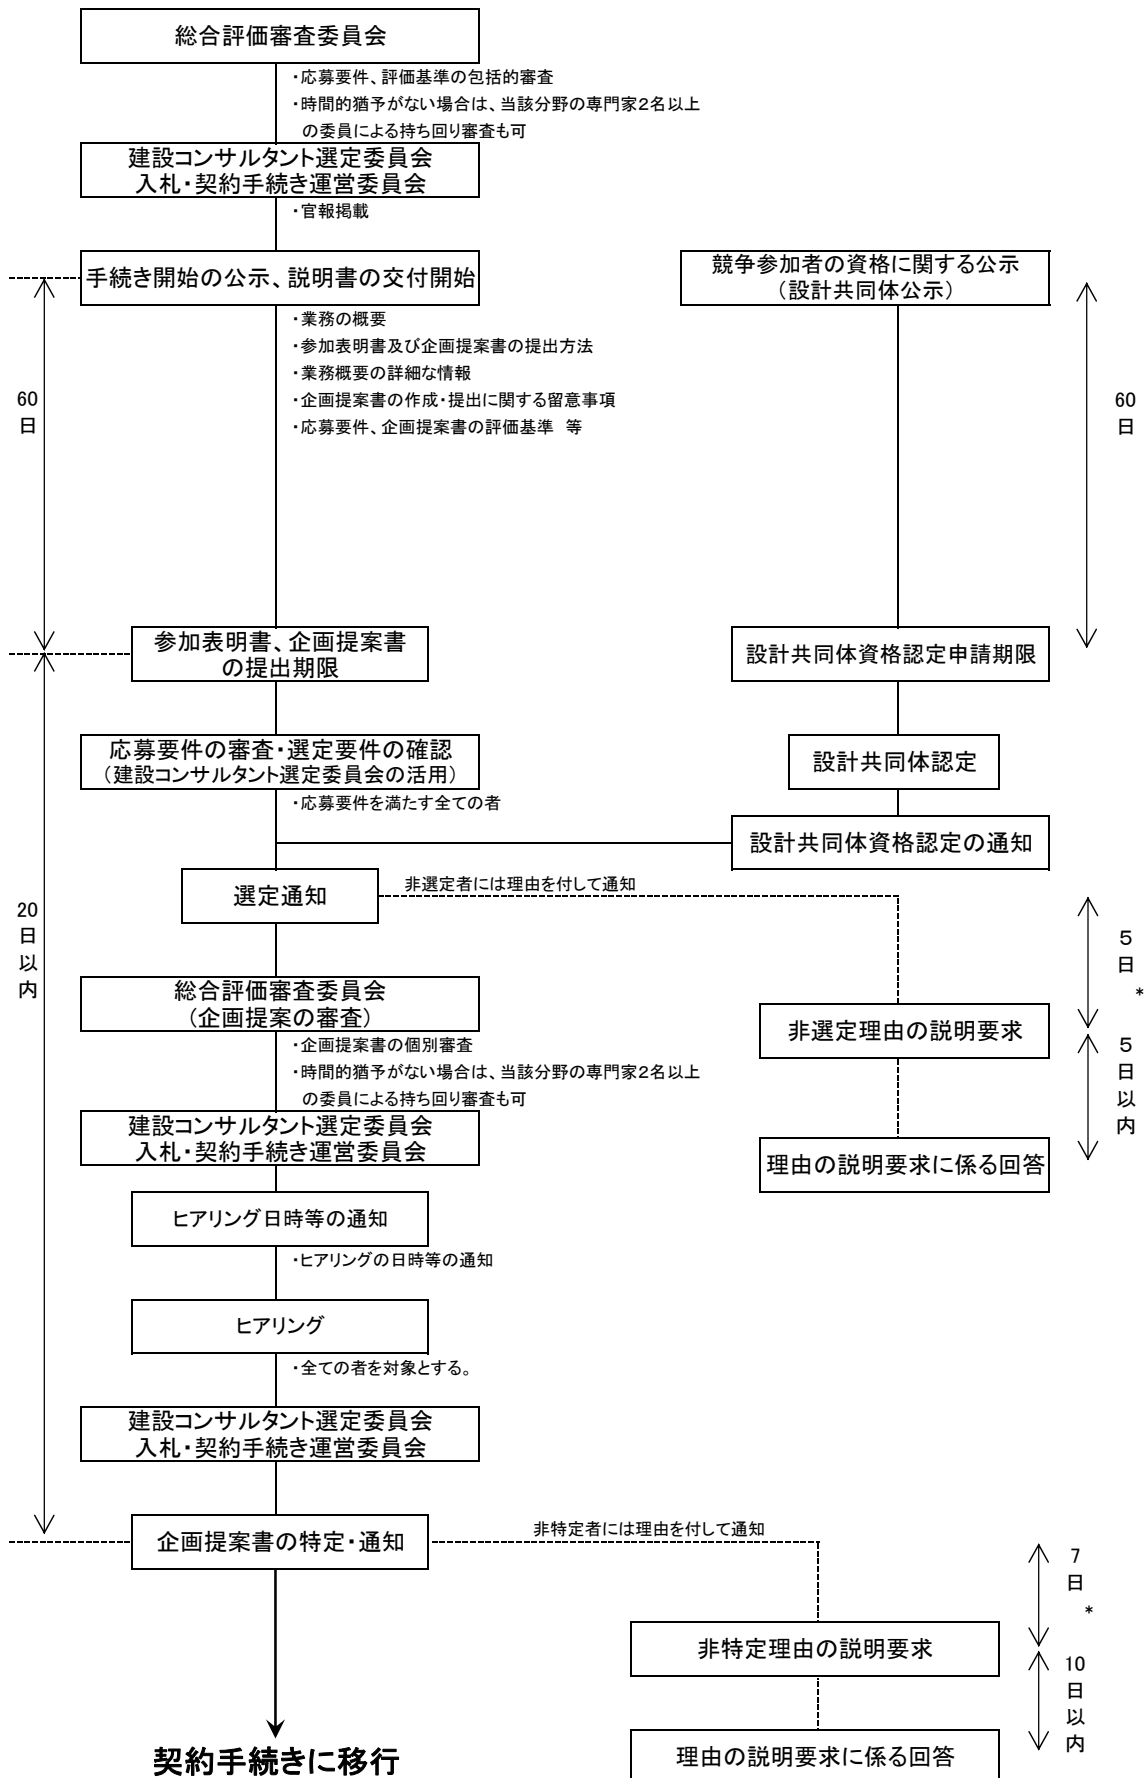 総合評価審査委員会
・応募要件、評価基準の包括的審査
・時間的猶予がない場合は、当該分野の専門家２名以上
の委員による持ち回り審査も可
建設コンサルタント選定委員会
入札・契約手続き運営委員会
・官報掲載
手続き開始の公示、説明書の交付開始
競争参加者の資格に関する公示
（設計共同体公示）
・業務の概要
・参加表明書及び企画提案書の提出方法
・業務概要の詳細な情報
・企画提案書の作成・提出に関する留意事項
・応募要件、企画提案書の評価基準　等
60日
60日
参加表明書、企画提案書
の提出期限
設計共同体資格認定申請期限
応募要件の審査・選定要件の確認
（建設コンサルタント選定委員会の活用）
設計共同体認定
・応募要件を満たす全ての者
設計共同体資格認定の通知
選定通知
非選定者には理由を付して通知
20日以内
５日*
総合評価審査委員会
（企画提案の審査）
非選定理由の説明要求
・企画提案書の個別審査
・時間的猶予がない場合は、当該分野の専門家２名以上
の委員による持ち回り審査も可
５日以内
建設コンサルタント選定委員会
入札・契約手続き運営委員会
理由の説明要求に係る回答
ヒアリング日時等の通知
・ヒアリングの日時等の通知
ヒアリング
・全ての者を対象とする。
建設コンサルタント選定委員会
入札・契約手続き運営委員会
企画提案書の特定・通知
非特定者には理由を付して通知
７日*
非特定理由の説明要求
10日以内
契約手続きに移行
理由の説明要求に係る回答